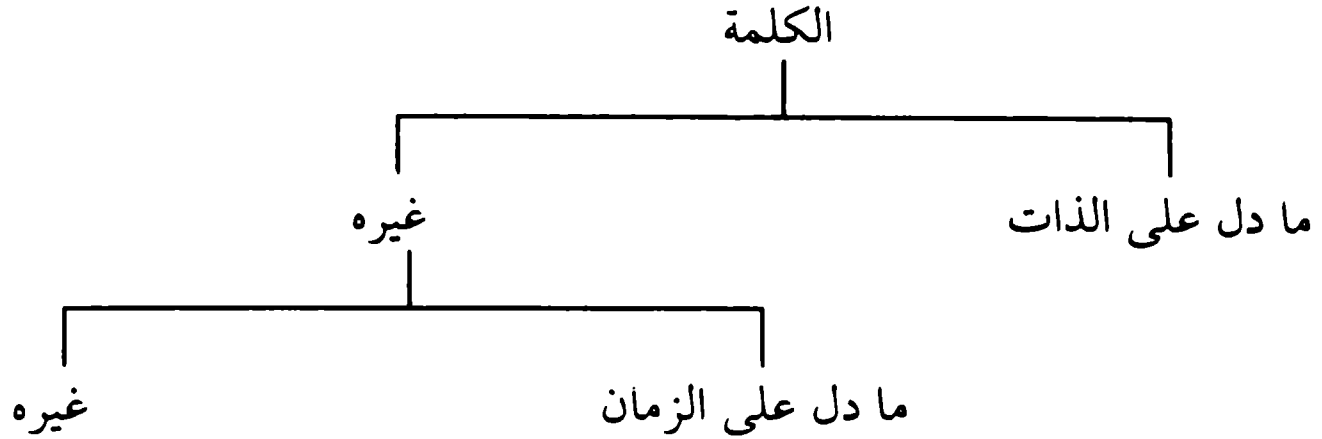 الكلمة
ما دل على الذات
غيره
ما دل على الزمان
غيره